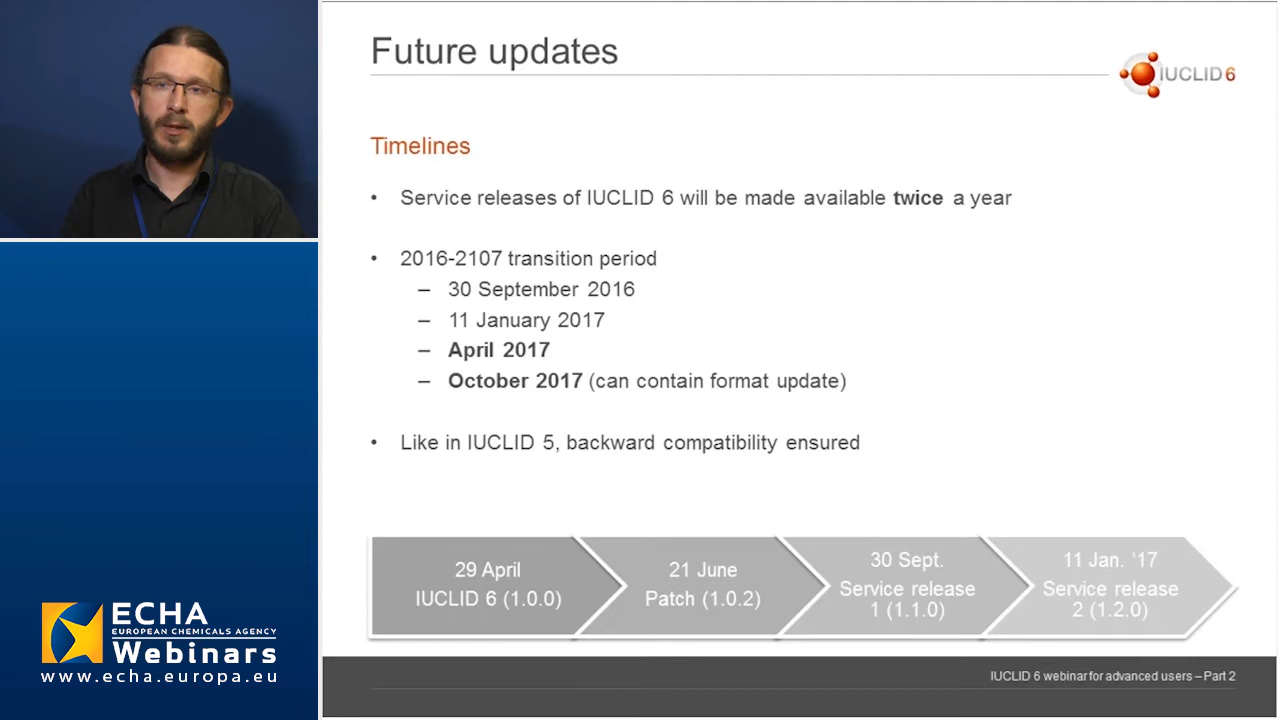 Future updates
IUCLID 6
Timelines
• Service releases of IUCLID 6 will be made available twice a year
• 2016-2107 transition period
– 30 September 2016
– 11 January 2017
– April 2017
– October 2017 (can contain format update)
• Like in IUCLID 5, backward compatibility ensured
29 April
IUCLID 6 (1.0.0)
21 June
Patch (1.0.2)
30 Sept.
Service release
1 (1.1.0)
11 Jan. '17
Service release
2 (1.2.0)
ECHA
EUROPEAN CHEMICALS AGENCY
Webinars
www.echa.europa.eu
IUCLID 6 webinar for advanced users – Part 2